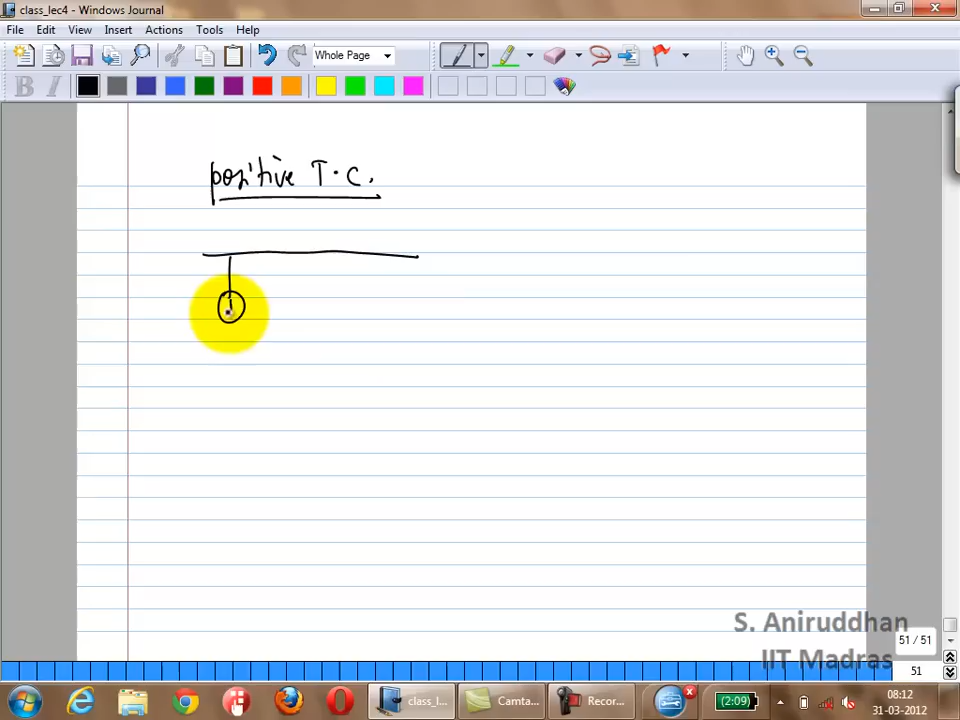 class_lec4 - Windows Journal
File Edit View Insert Actions Tools Help
Whole Page
B I
positive T.C.
S. Aniruddhan
IIT Madras
51 / 51
51
class_l... Camta... Recor... (2:09) 08:12
31-03-2012